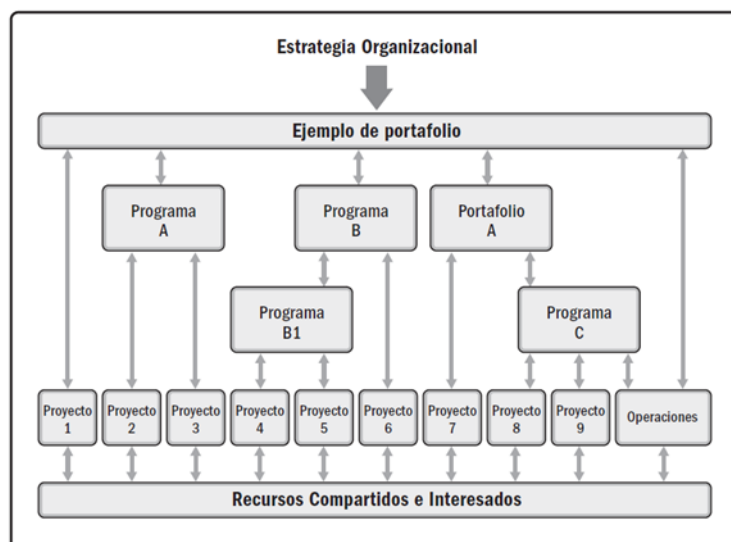 Estrategia Organizacional
Ejemplo de portafolio
Programa
A
Programa
B
Portafolio
A
Programa
B1
Programa
C
Proyecto
1
Proyecto
2
Proyecto
3
Proyecto
4
Proyecto
5
Proyecto
6
Proyecto
7
Proyecto
8
Proyecto
9
Operaciones
Recursos Compartidos e Interesados